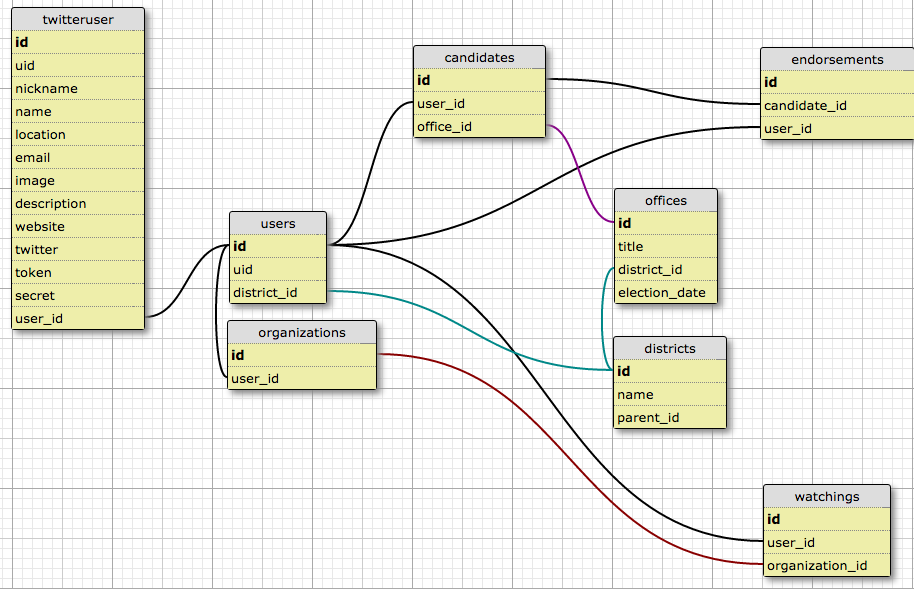 twitteruser
id
uid
nickname
name
location
email
image
description
website
twitter
token
secret
user_id
users
id
uid
district_id
organizations
id
user_id
candidates
id
user_id
office_id
endorsements
id
candidate_id
user_id
offices
id
title
district_id
election_date
districts
id
name
parent_id
watchings
id
user_id
organization_id